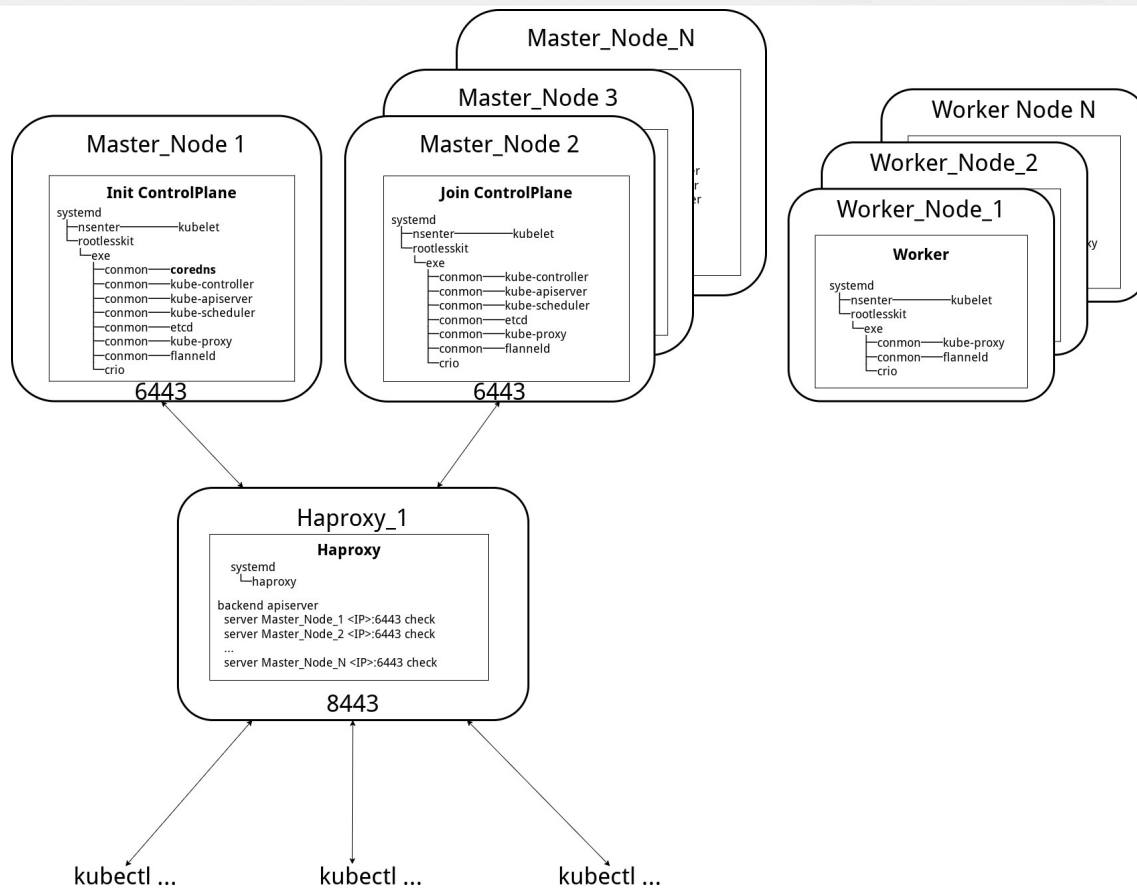 Master_Node_N
er
r
er
Master_Node 3
Master_Node 1
Init ControlPlane
systemd
nsenter kubelet
rootlesskit
exe
conmon coredns
conmon kube-controller
conmon kube-apiserver
conmon kube-scheduler
conmon etcd
conmon kube-proxy
conmon flanneld
crio
6443
Master_Node 2
Join ControlPlane
systemd
nsenter kubelet
rootlesskit
exe
conmon kube-controller
conmon kube-apiserver
conmon kube-scheduler
conmon etcd
conmon kube-proxy
conmon flanneld
crio
6443
Worker Node N
xy
Worker_Node_2
Worker_Node_1
Worker
systemd
nsenter kubelet
rootlesskit
exe
conmon kube-proxy
conmon flanneld
crio
Haproxy_1
Haproxy
systemd
haproxy
backend apiserver
server Master_Node_1 <IP>:6443 check
server Master_Node_2 <IP>:6443 check
...
server Master_Node_N <IP>:6443 check
8443
kubectl ...
kubectl ...
kubectl ...